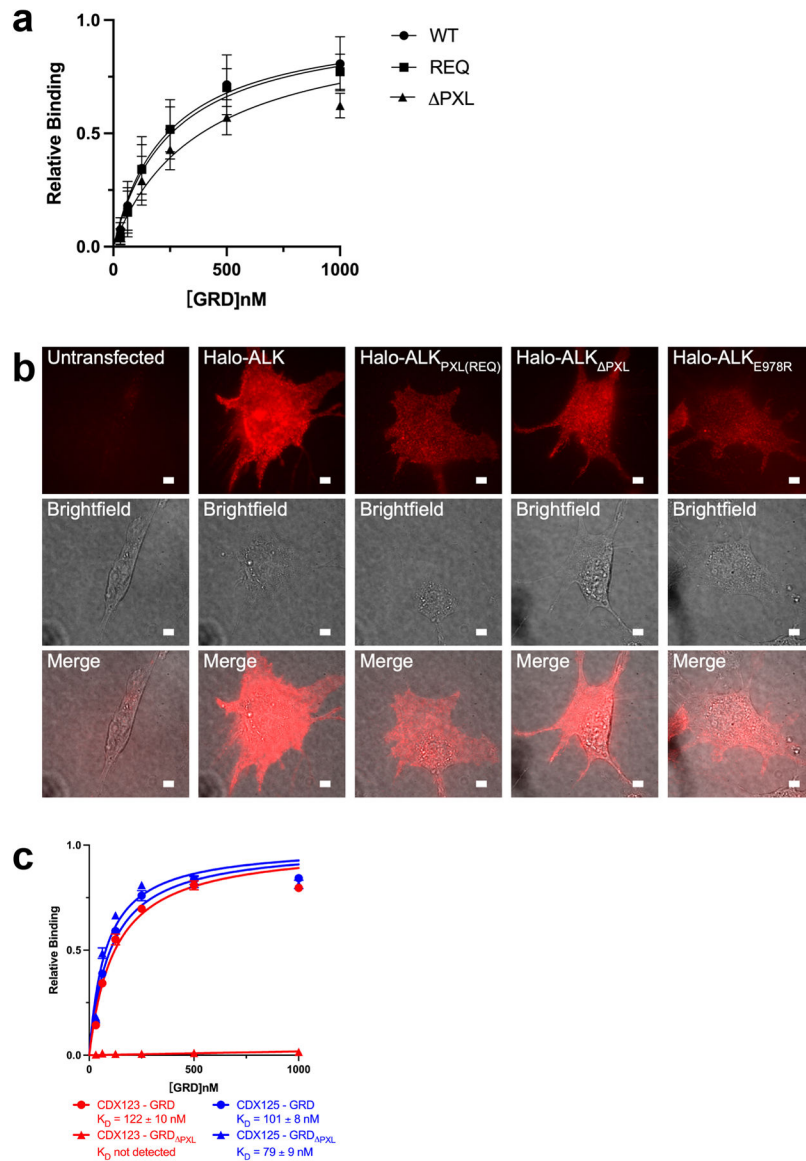 a
1.0
0.5
0.0
Relative Binding
0
500
1000
[GRD]nM
WT
REQ
ΔPXL
b
Untransfected
Halo-ALK
Halo-ALKPXL(REQ)
Halo-ALKΔPXL
Halo-ALKE978R
Brightfield
Brightfield
Brightfield
Brightfield
Brightfield
Merge
Merge
Merge
Merge
Merge
c
1.0
0.5
0.0
Relative Binding
0
500
1000
[GRD]nM
CDX123 - GRD
KD = 122 ± 10 nM
CDX123 - GRDΔPXL
KD not detected
CDX125 - GRD
KD = 101 ± 8 nM
CDX125 - GRDΔPXL
KD = 79 ± 9 nM